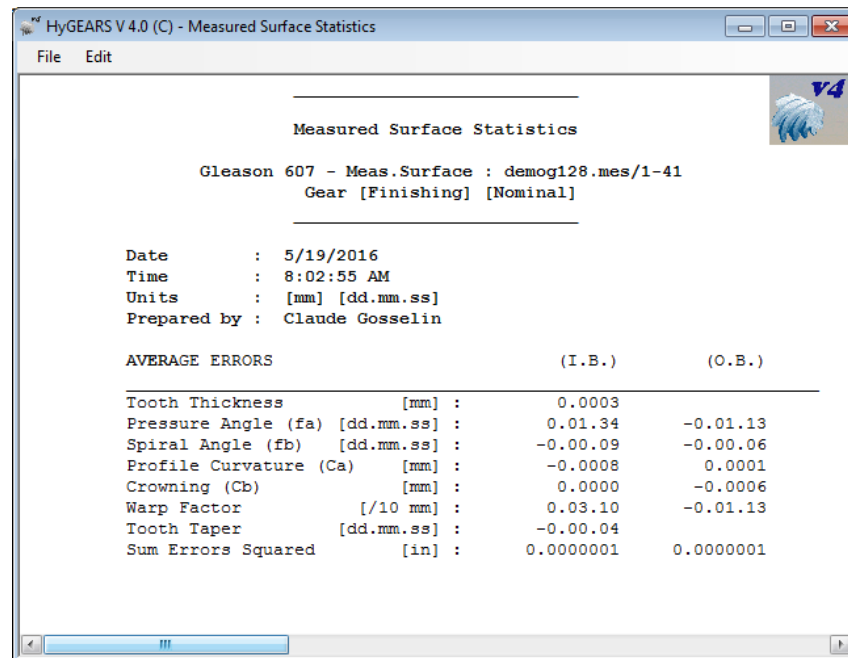 HyGEARS V 4.0 (C) - Measured Surface Statistics
File Edit
V4
Measured Surface Statistics
Gleason 607 - Meas.Surface : demog128.mes/1-41
Gear [Finishing] [Nominal]
Date : 5/19/2016
Time : 8:02:55 AM
Units : [mm] [dd.mm.ss]
Prepared by : Claude Gosselin
AVERAGE ERRORS (I.B.) (O.B.)
Tooth Thickness [mm] : 0.0003
Pressure Angle (fa) [dd.mm.ss] : 0.01.34 -0.01.13
Spiral Angle (fb) [dd.mm.ss] : -0.00.09 -0.00.06
Profile Curvature (Ca) [mm] : -0.0008 0.0001
Crowning (Cb) [mm] : 0.0000 -0.0006
Warp Factor [/10 mm] : 0.03.10 -0.01.13
Tooth Taper [dd.mm.ss] : -0.00.04
Sum Errors Squared [in] : 0.0000001 0.0000001